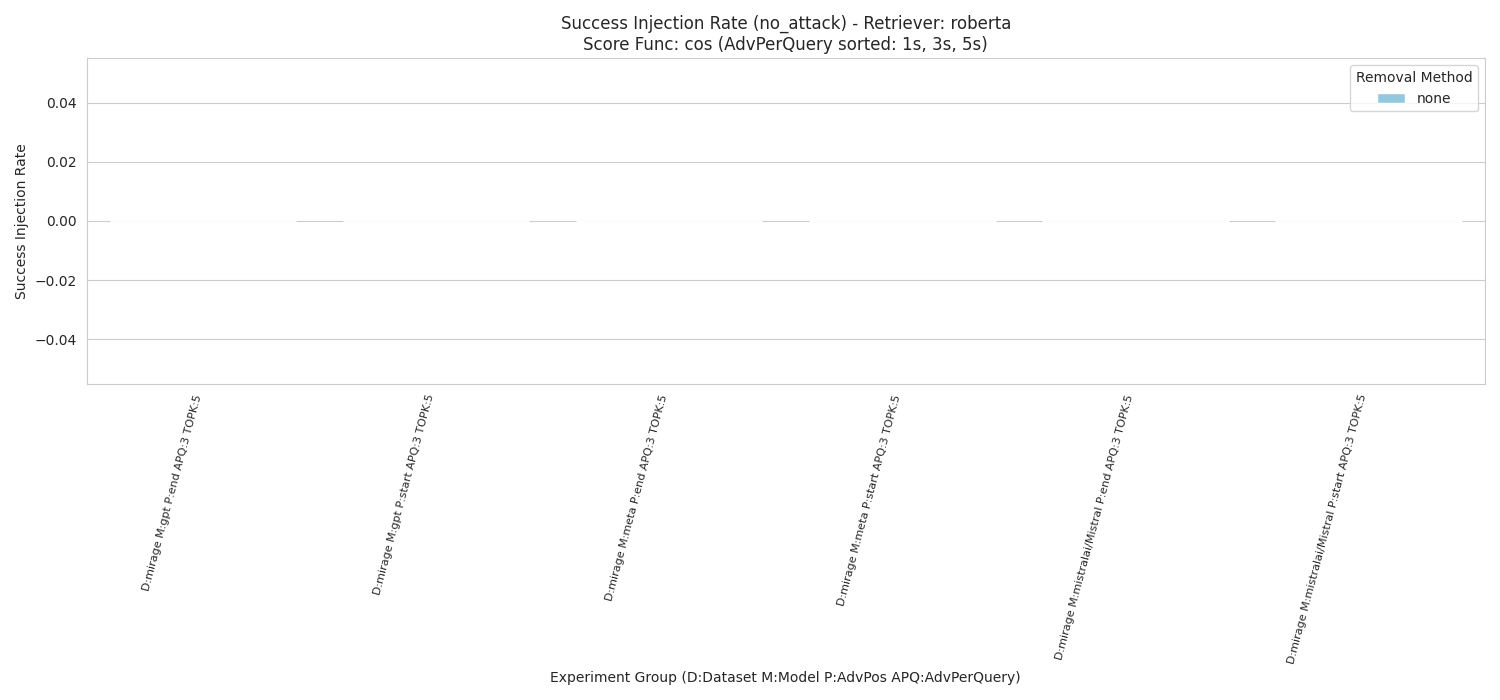 Success Injection Rate (no_attack) - Retriever: roberta
Score Func: cos (AdvPerQuery sorted: 1s, 3s, 5s)
Removal Method
none
Success Injection Rate
0.04
0.02
0.00
−0.02
−0.04
D:mirage M:gpt P:end APQ:3 TOPK:5
D:mirage M:gpt P:start APQ:3 TOPK:5
D:mirage M:meta P:end APQ:3 TOPK:5
D:mirage M:meta P:start APQ:3 TOPK:5
D:mirage M:mistralai/Mistral P:end APQ:3 TOPK:5
D:mirage M:mistralai/Mistral P:start APQ:3 TOPK:5
Experiment Group (D:Dataset M:Model P:AdvPos APQ:AdvPerQuery)